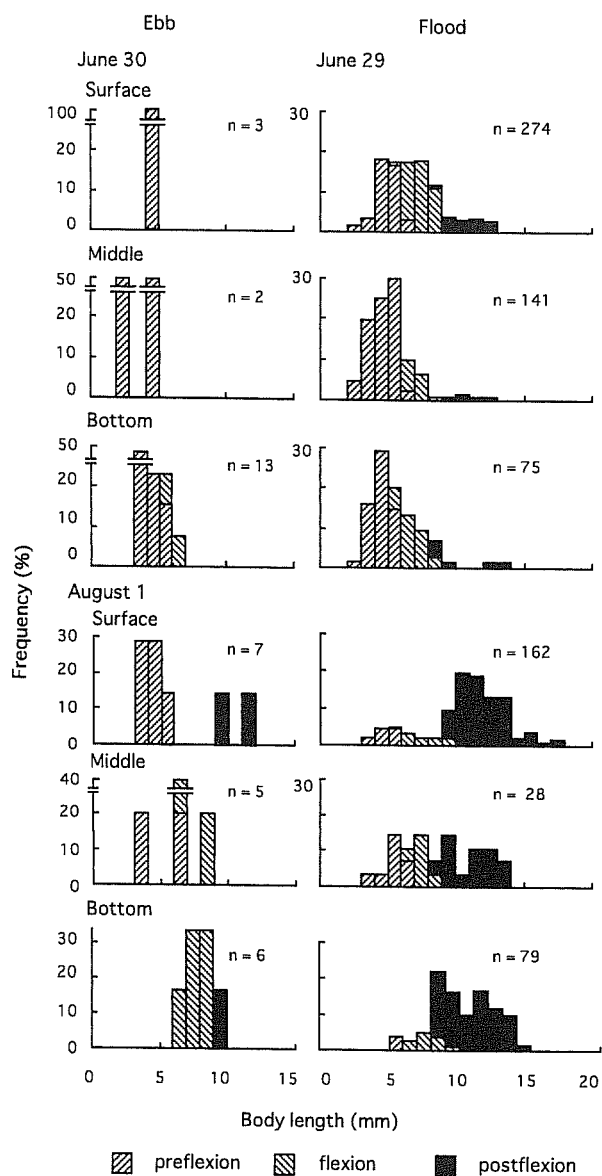 Ebb Flood
June 30 June 29
Surface
100 20 10 0
n = 3
30
n = 274
Middle
50 20 10 0
n = 2
30
n = 141
Bottom
50 20 10 0
n = 13
30
n = 75
Frequency (%)
August 1
Surface
30 20 10 0
n = 7
n = 162
Middle
40 20 10 0
n = 5
30
n = 28
Bottom
30 20 10 0
n = 6
n = 79
0 5 10 15 0 5 10 15 20
Body length (mm)
preflexion flexion postflexion